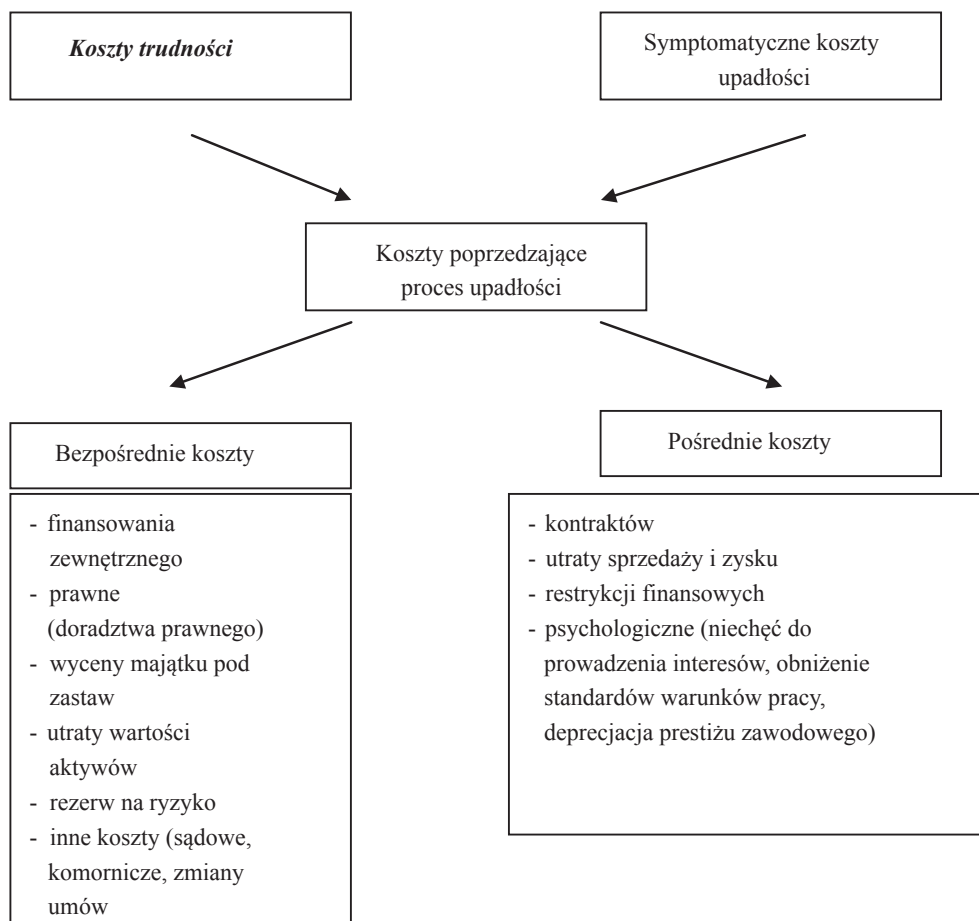 Koszty trudności
Symptomatyczne koszty
upadłości
Koszty poprzedzające
proces upadłości
Bezpośrednie koszty
Pośrednie koszty
- finansowania
zewnętrznego
- prawne
(doradztwa prawnego)
- wyceny majątku pod
zastaw
- utraty wartości
aktywów
- rezerw na ryzyko
- inne koszty (sądowe,
komornicze, zmiany
umów
- kontraktów
- utraty sprzedaży i zysku
- restrykcji finansowych
- psychologiczne (niechęć do
prowadzenia interesów, obniżenie
standardów warunków pracy,
deprecjacja prestiżu zawodowego)